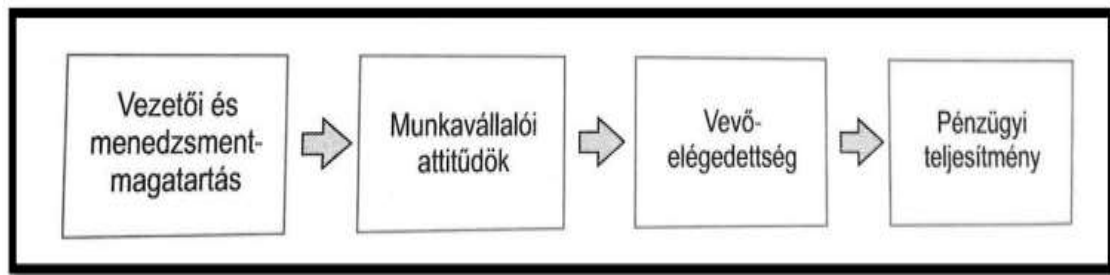 Vezetői és
menedzsment-
magatartás
Munkavállalói
attitűdök
Vevő-
elégedettség
Pénzügyi
teljesítmény